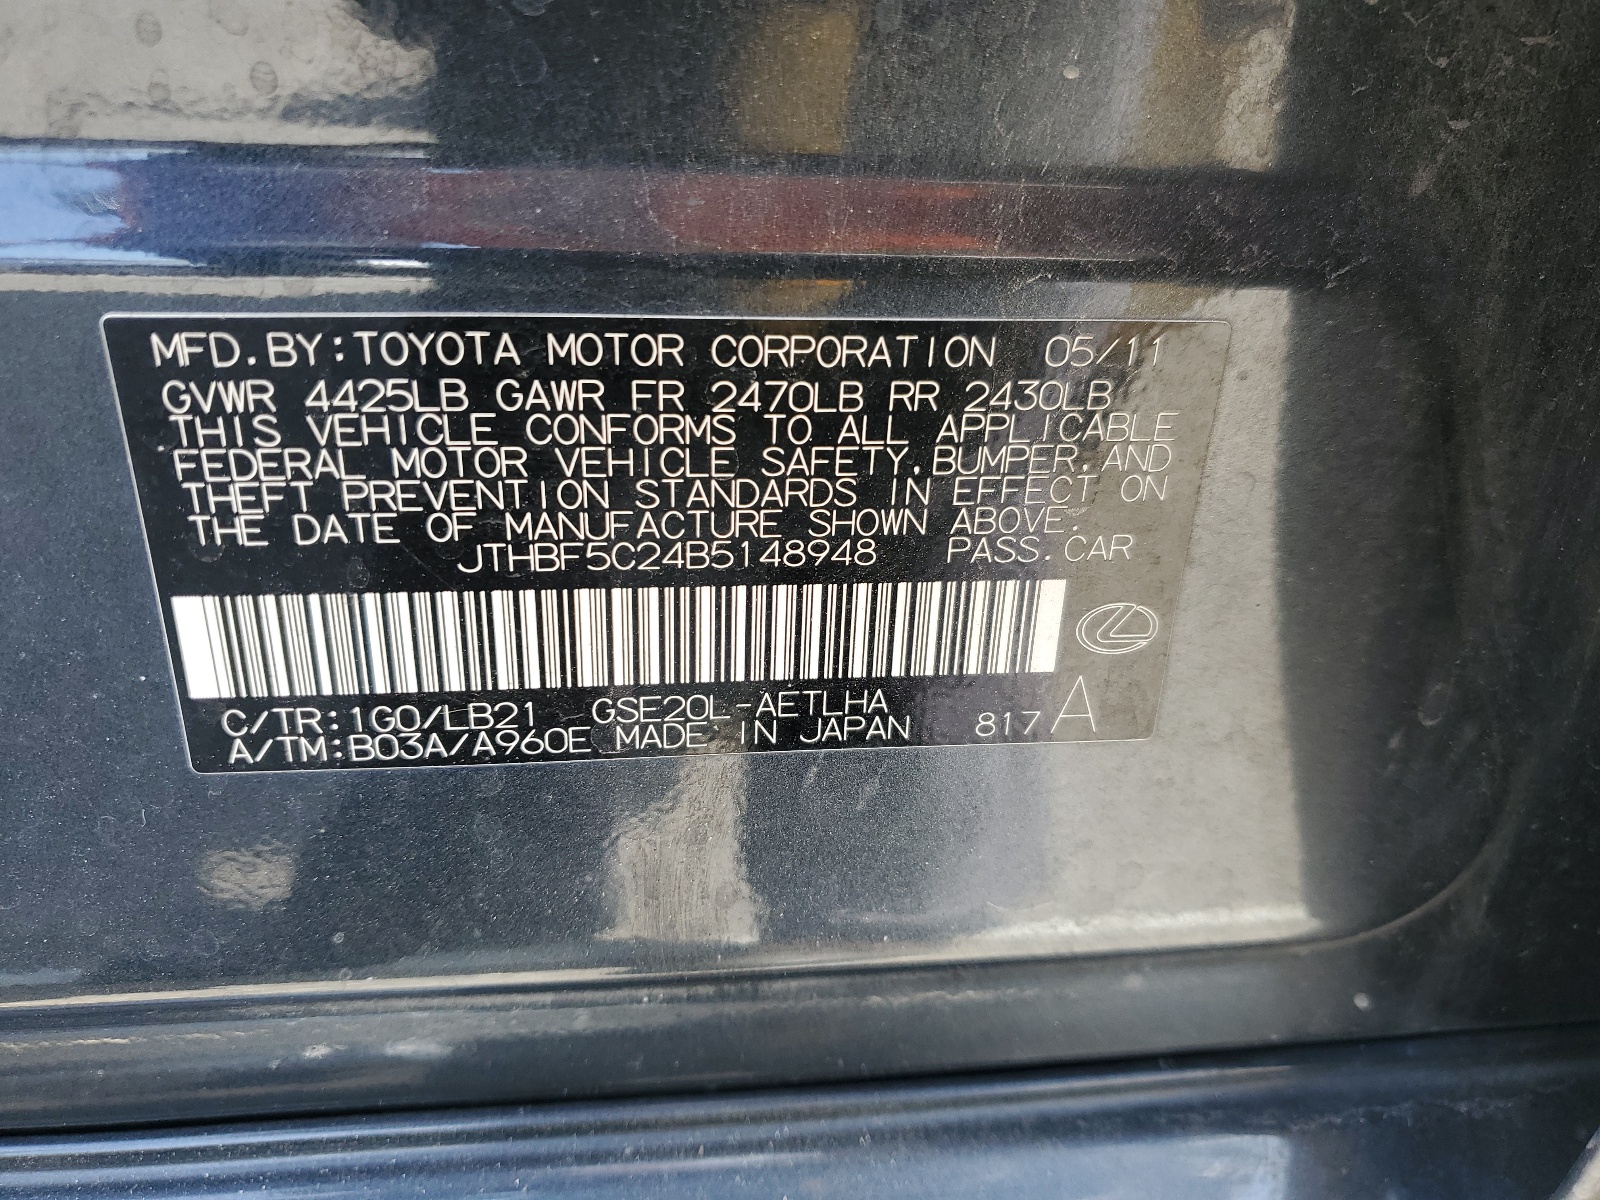 MFD.BY:TOYOTA MOTOR CORPORATION 05/11
GVWR 4425LB GAWR FR 2470LB RR 2430LB
THIS VEHICLE CONFORMS TO ALL APPLICABLE
FEDERAL MOTOR VEHICLE SAFETY,BUMPER,AND
THEFT PREVENTION STANDARDS IN EFFECT ON
THE DATE OF MANUFACTURE SHOWN ABOVE.
JTHBF5C24B5148948 PASS.CAR
C/TR:1G0/LB21 GSE20L-AETLHA
A/TM:B03A/A960E MADE IN JAPAN 817 A